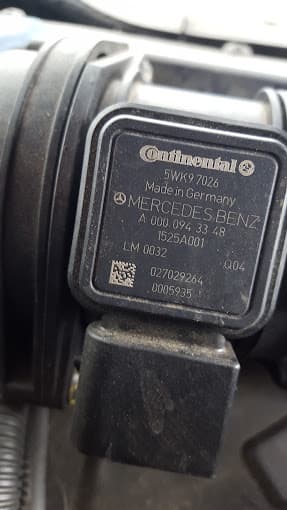 Continental
5WK9 7026
Made in Germany
MERCEDES.BENZ
A 000 094 33 48
1525A001
LM 0032 Q04
027029264
0005935